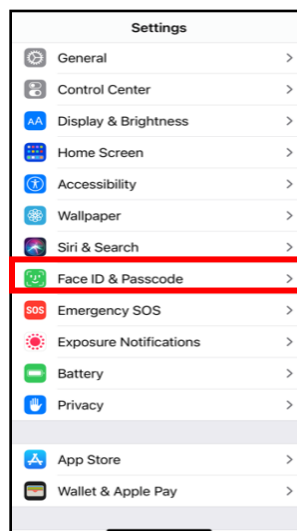 Settings
General
Control Center
AA Display & Brightness
Home Screen
Accessibility
Wallpaper
Siri & Search
Face ID & Passcode
SOS Emergency SOS
Exposure Notifications
Battery
Privacy
App Store
Wallet & Apple Pay